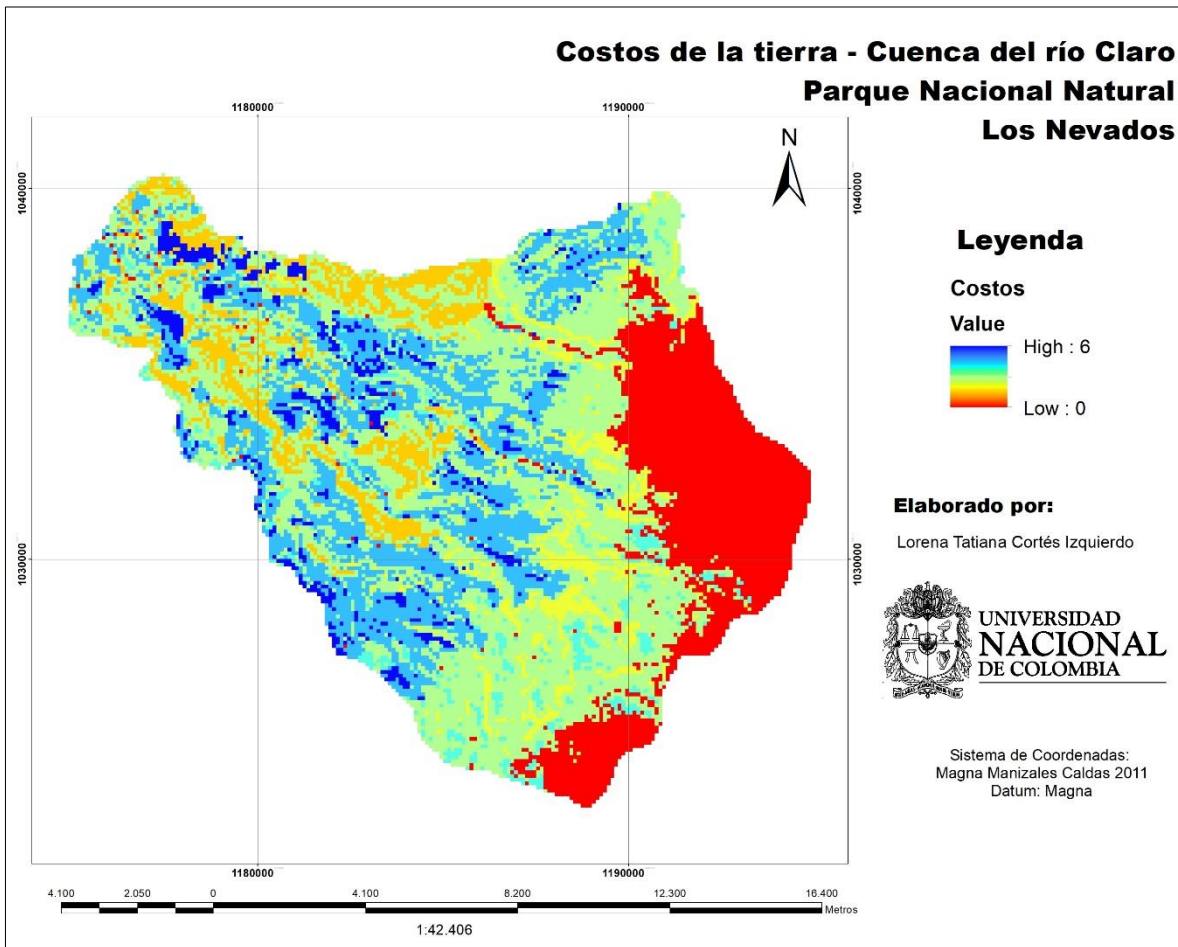 Costos de la tierra - Cuenca del río Claro
Parque Nacional Natural
Los Nevados
1180000
1190000
N
1040000
1040000
Leyenda
Costos
Value
High : 6
Low : 0
Elaborado por:
Lorena Tatiana Cortés Izquierdo
1030000
1030000
UNIVERSIDAD
NACIONAL
DE COLOMBIA
Sistema de Coordenadas:
Magna Manizales Caldas 2011
Datum: Magna
1180000
1190000
4.100
2.050
0
4.100
8.200
12.300
16.400
Metros
1:42.406